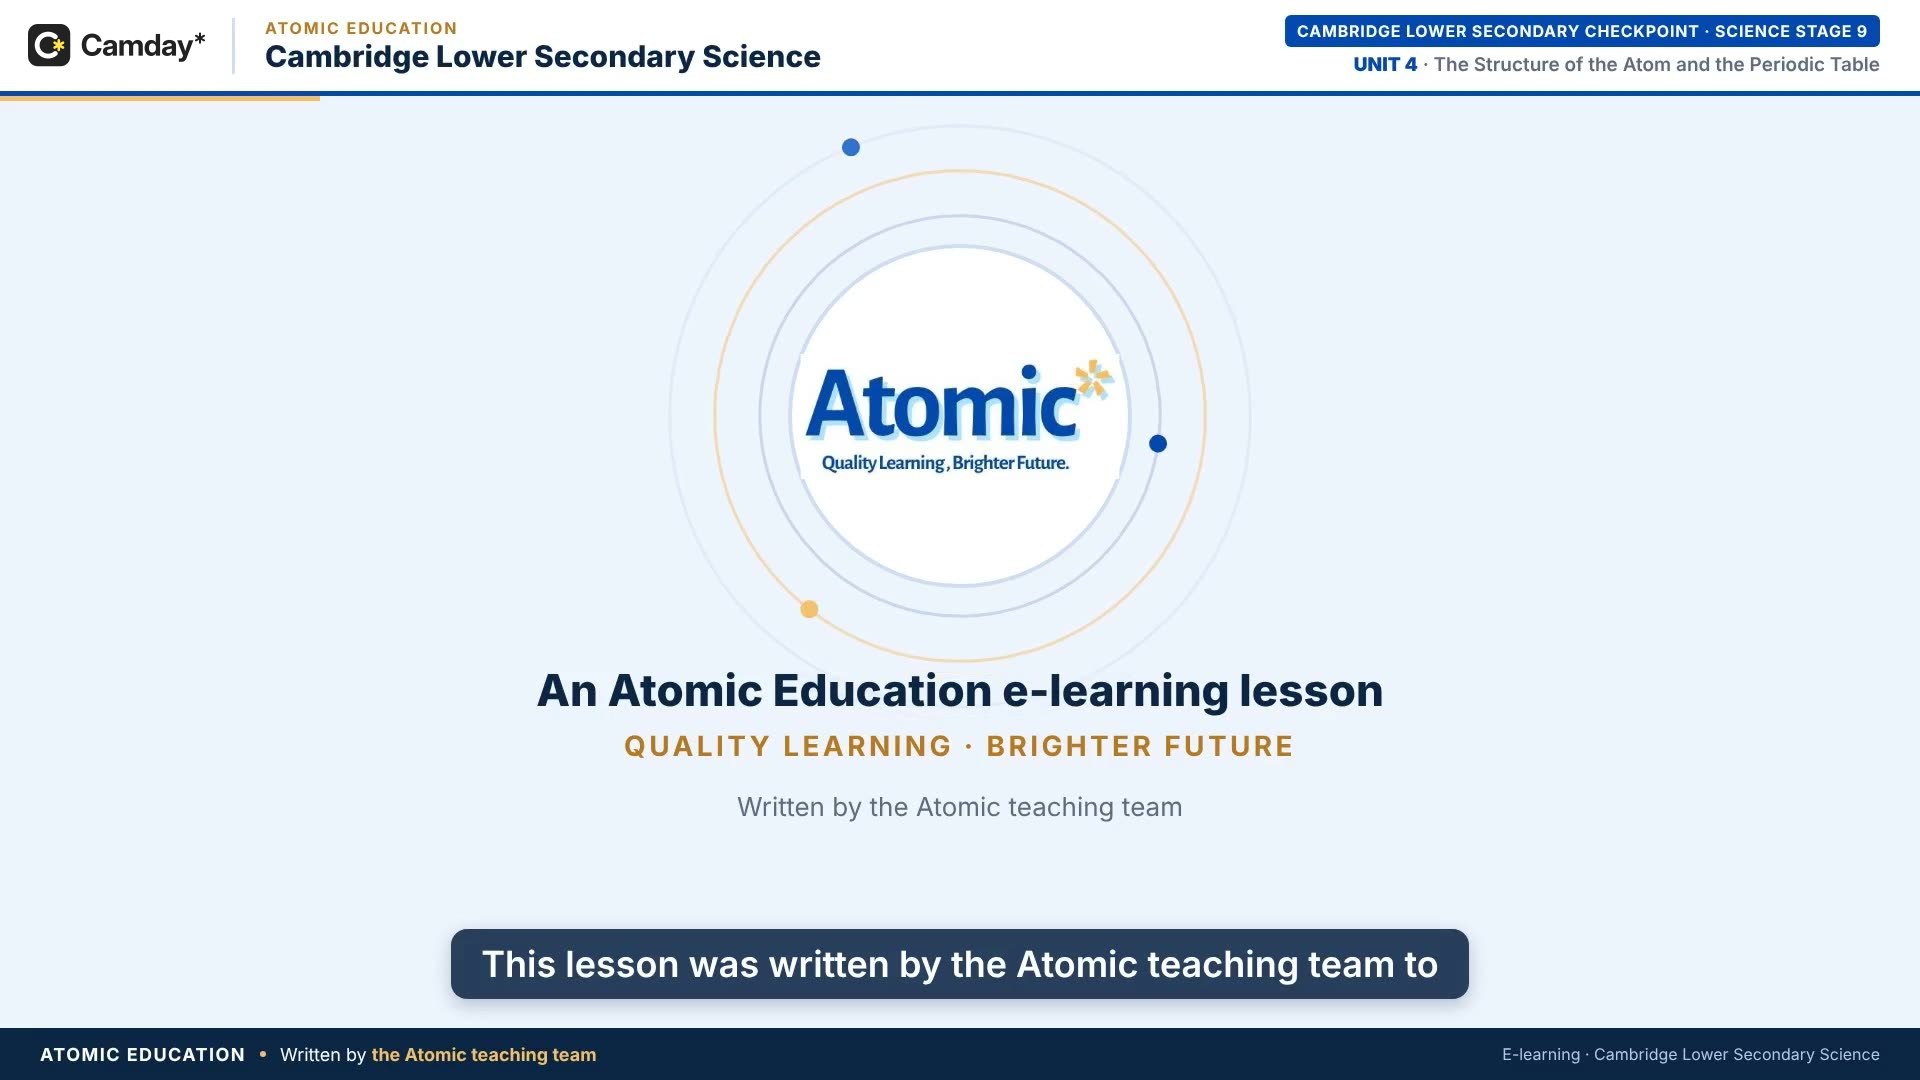 Camday*
ATOMIC EDUCATION
Cambridge Lower Secondary Science
CAMBRIDGE LOWER SECONDARY CHECKPOINT · SCIENCE STAGE 9
UNIT 4 · The Structure of the Atom and the Periodic Table
Atomic
Quality Learning, Brighter Future.
An Atomic Education e-learning lesson
QUALITY LEARNING · BRIGHTER FUTURE
Written by the Atomic teaching team
This lesson was written by the Atomic teaching team to
ATOMIC EDUCATION • Written by the Atomic teaching team
E-learning · Cambridge Lower Secondary Science